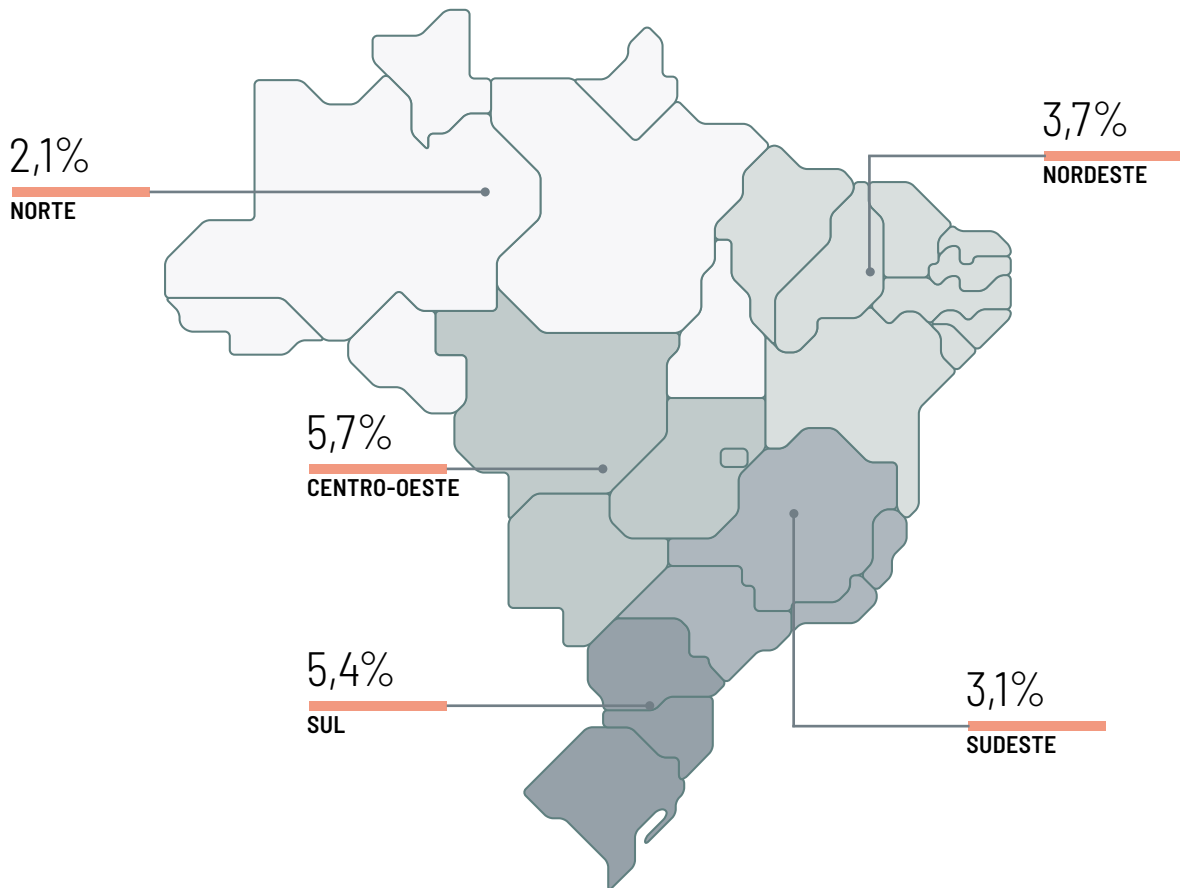 3,7%
NORDESTE
2,1%
NORTE
5,7%
CENTRO-OESTE
5,4%
SUL
3,1%
SUDESTE